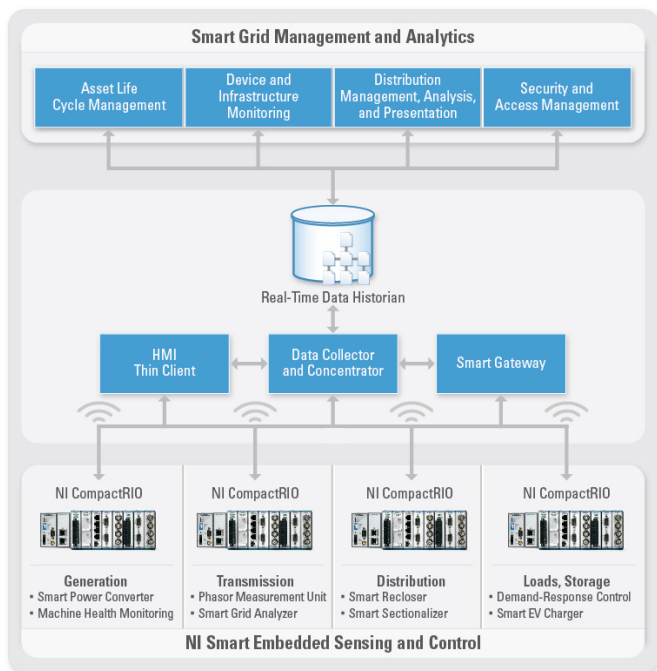 Smart Grid Management and Analytics
Asset Life
Cycle Management
Device and
Infrastructure
Monitoring
Distribution
Management, Analysis,
and Presentation
Security and
Access Management
Real-Time Data Historian
HMI
Thin Client
Data Collector
and Concentrator
Smart Gateway
NI CompactRIO
NI CompactRIO
NI CompactRIO
NI CompactRIO
Generation
• Smart Power Converter
• Machine Health Monitoring
Transmission
• Phasor Measurement Unit
• Smart Grid Analyzer
Distribution
• Smart Recloser
• Smart Sectionalizer
Loads, Storage
• Demand-Response Control
• Smart EV Charger
NI Smart Embedded Sensing and Control